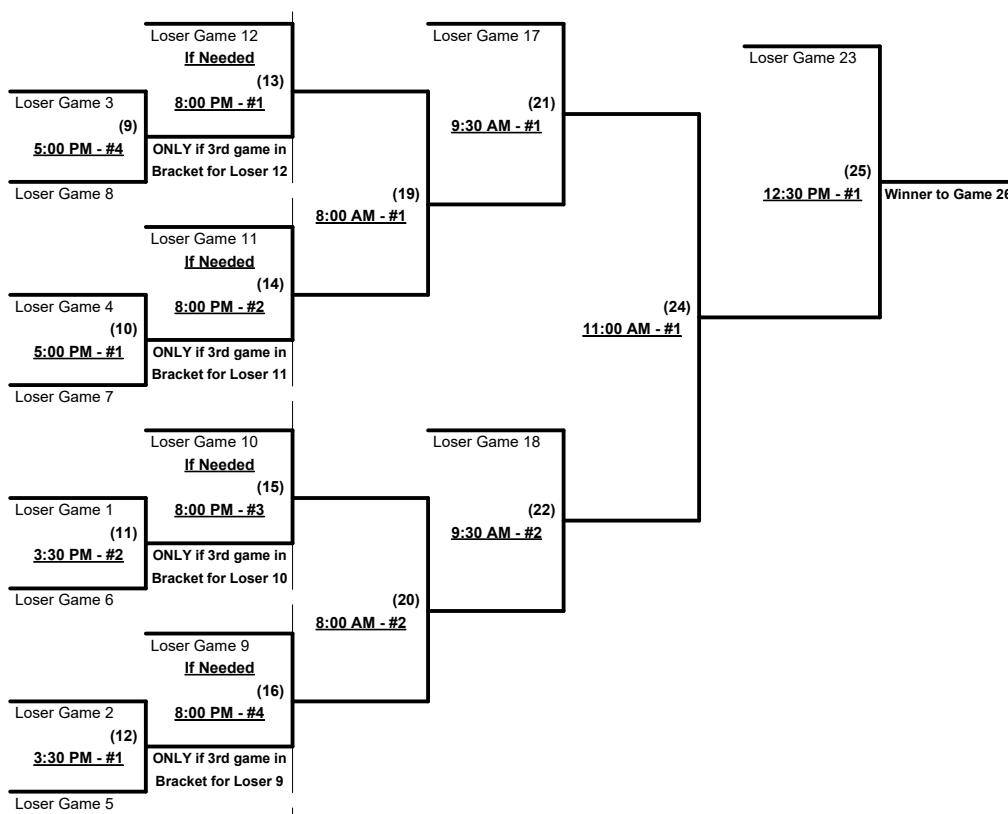 Loser Game 12
If Needed
(13)
8:00 PM - #1
Loser Game 3
(9)
5:00 PM - #4
ONLY if 3rd game in
Bracket for Loser 12
Loser Game 8
Loser Game 11
If Needed
(14)
8:00 PM - #2
Loser Game 4
(10)
5:00 PM - #1
ONLY if 3rd game in
Bracket for Loser 11
Loser Game 7
Loser Game 10
If Needed
(15)
8:00 PM - #3
Loser Game 1
(11)
3:30 PM - #2
ONLY if 3rd game in
Bracket for Loser 10
Loser Game 6
Loser Game 9
If Needed
(16)
8:00 PM - #4
Loser Game 2
(12)
3:30 PM - #1
ONLY if 3rd game in
Bracket for Loser 9
Loser Game 5
(19)
8:00 AM - #1
(20)
8:00 AM - #2
Loser Game 17
(21)
9:30 AM - #1
Loser Game 18
(22)
9:30 AM - #2
(24)
11:00 AM - #1
Loser Game 23
(25)
12:30 PM - #1
Winner to Game 26